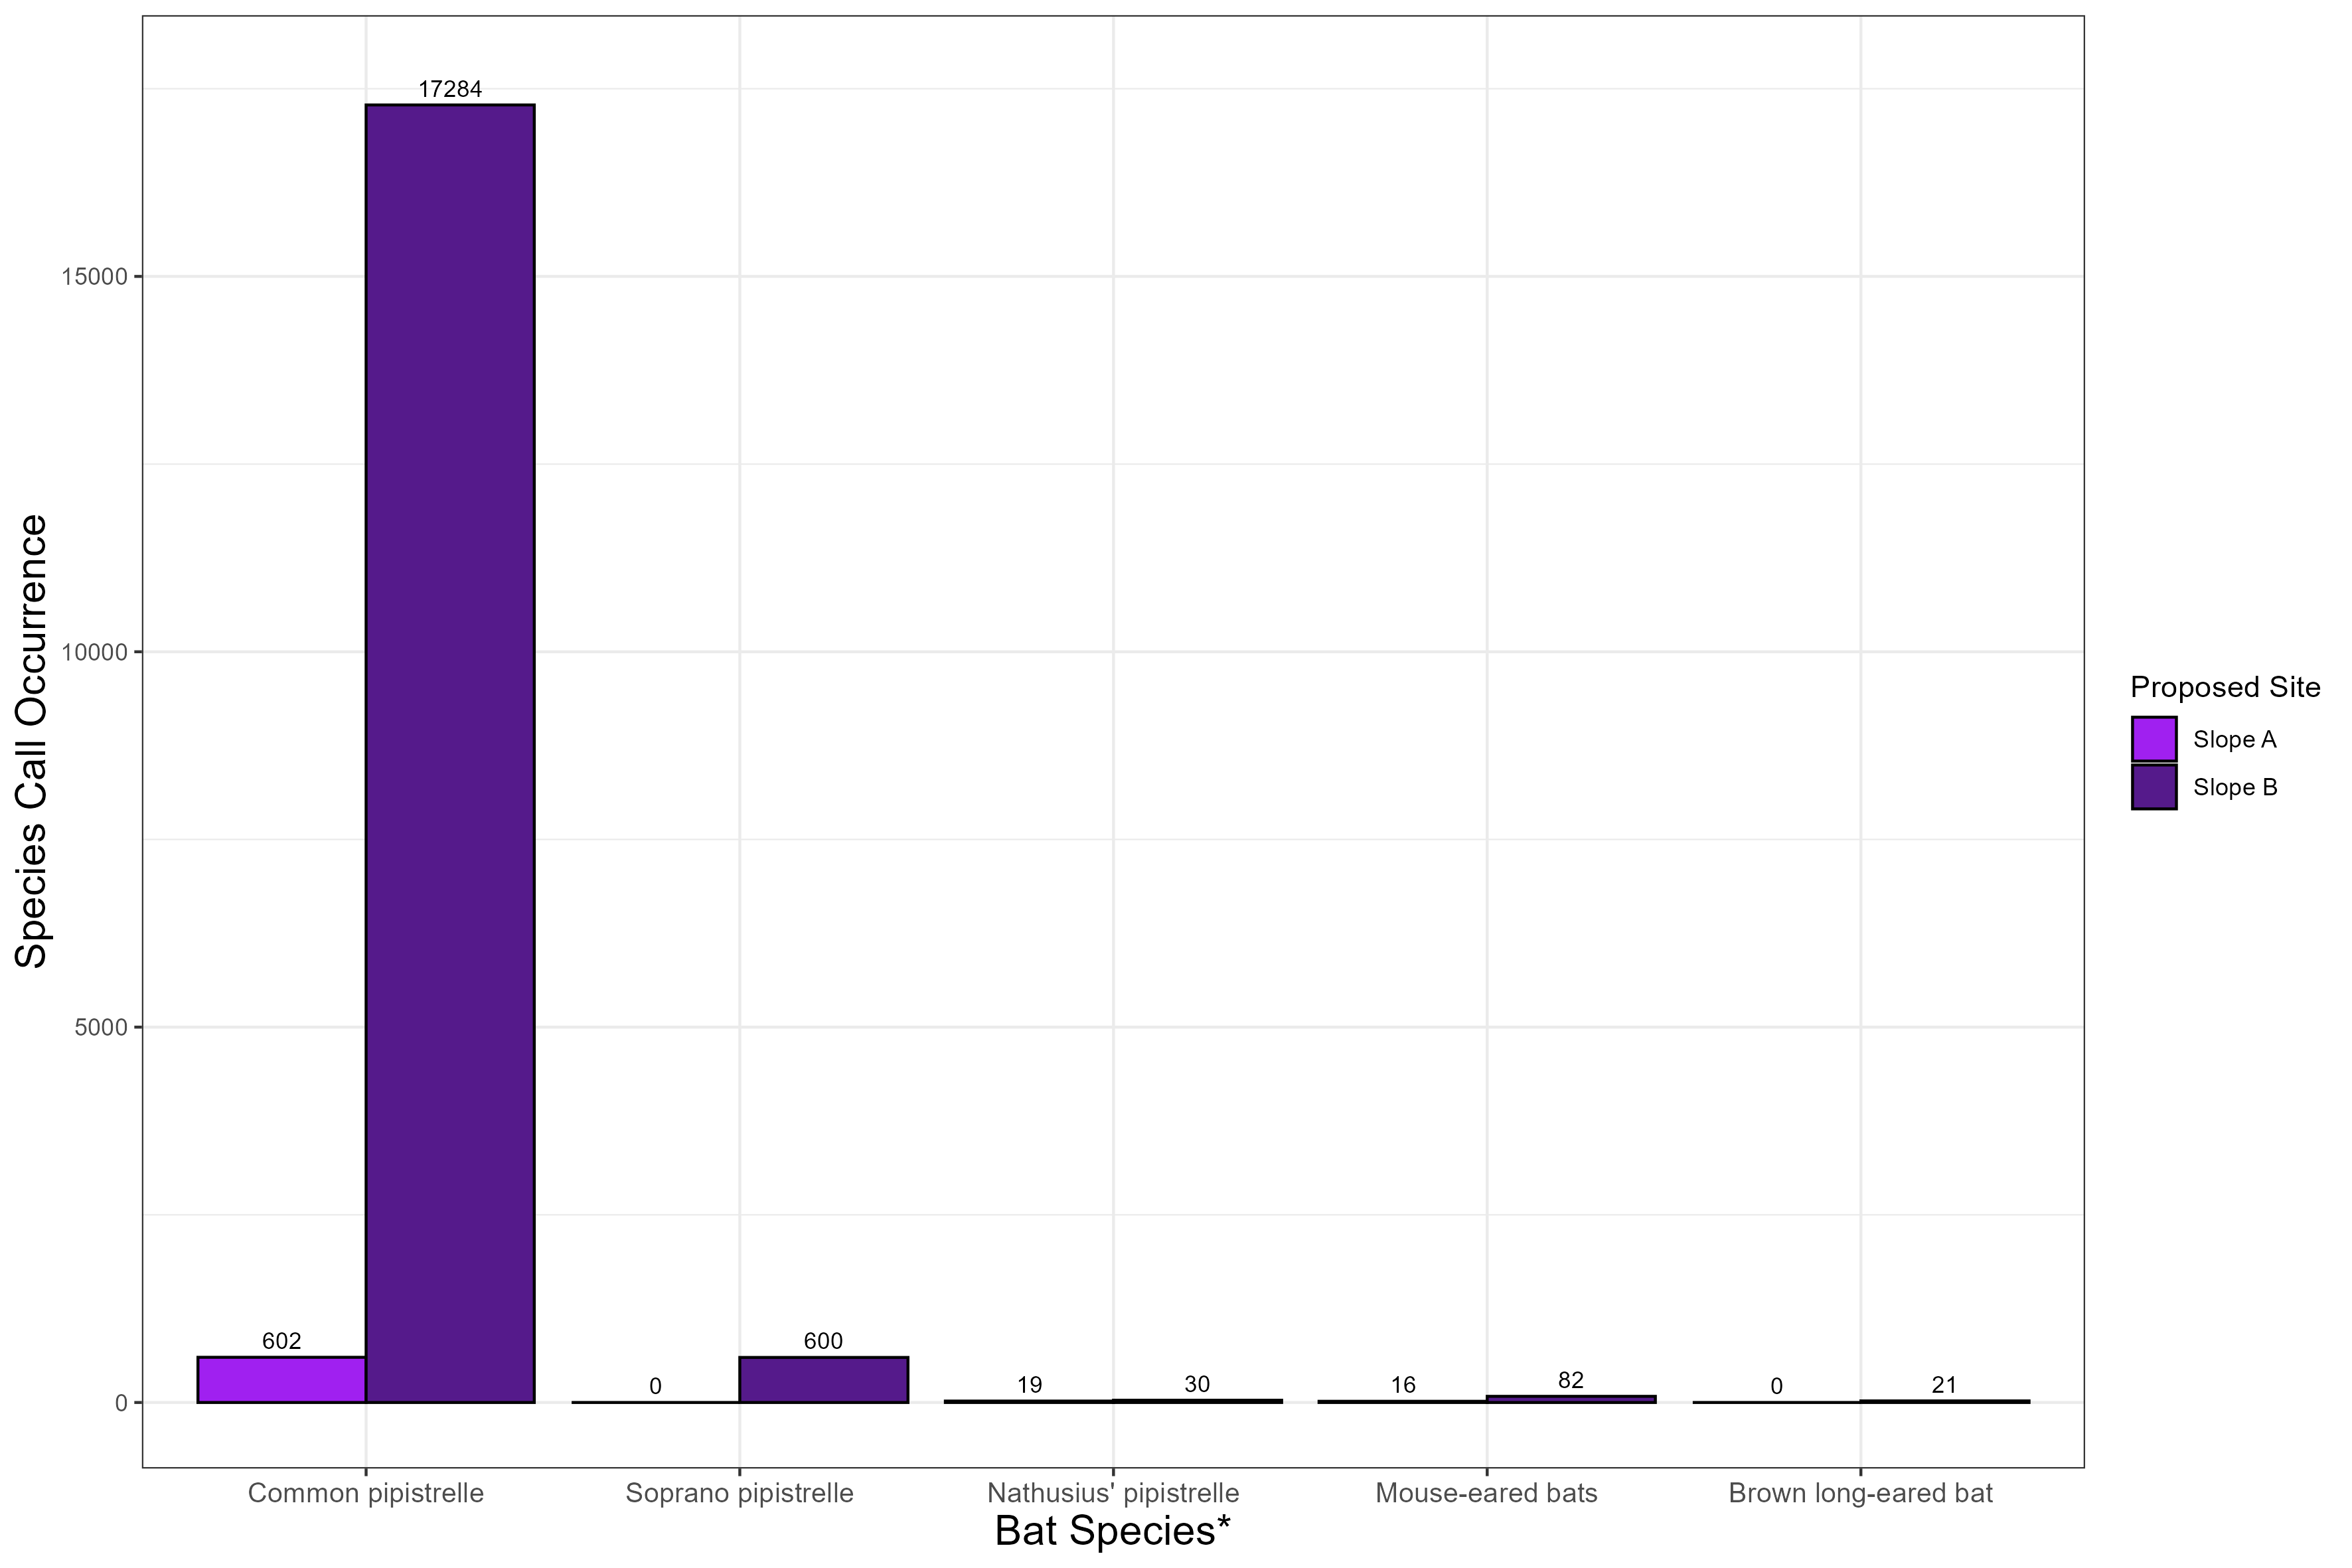 17284
15000
10000
5000
602
600
0
19
30
16
82
0
21
0
Common pipistrelle
Soprano pipistrelle
Nathusius' pipistrelle
Mouse-eared bats
Brown long-eared bat
Bat Species*
Species Call Occurrence
Proposed Site
Slope A
Slope B